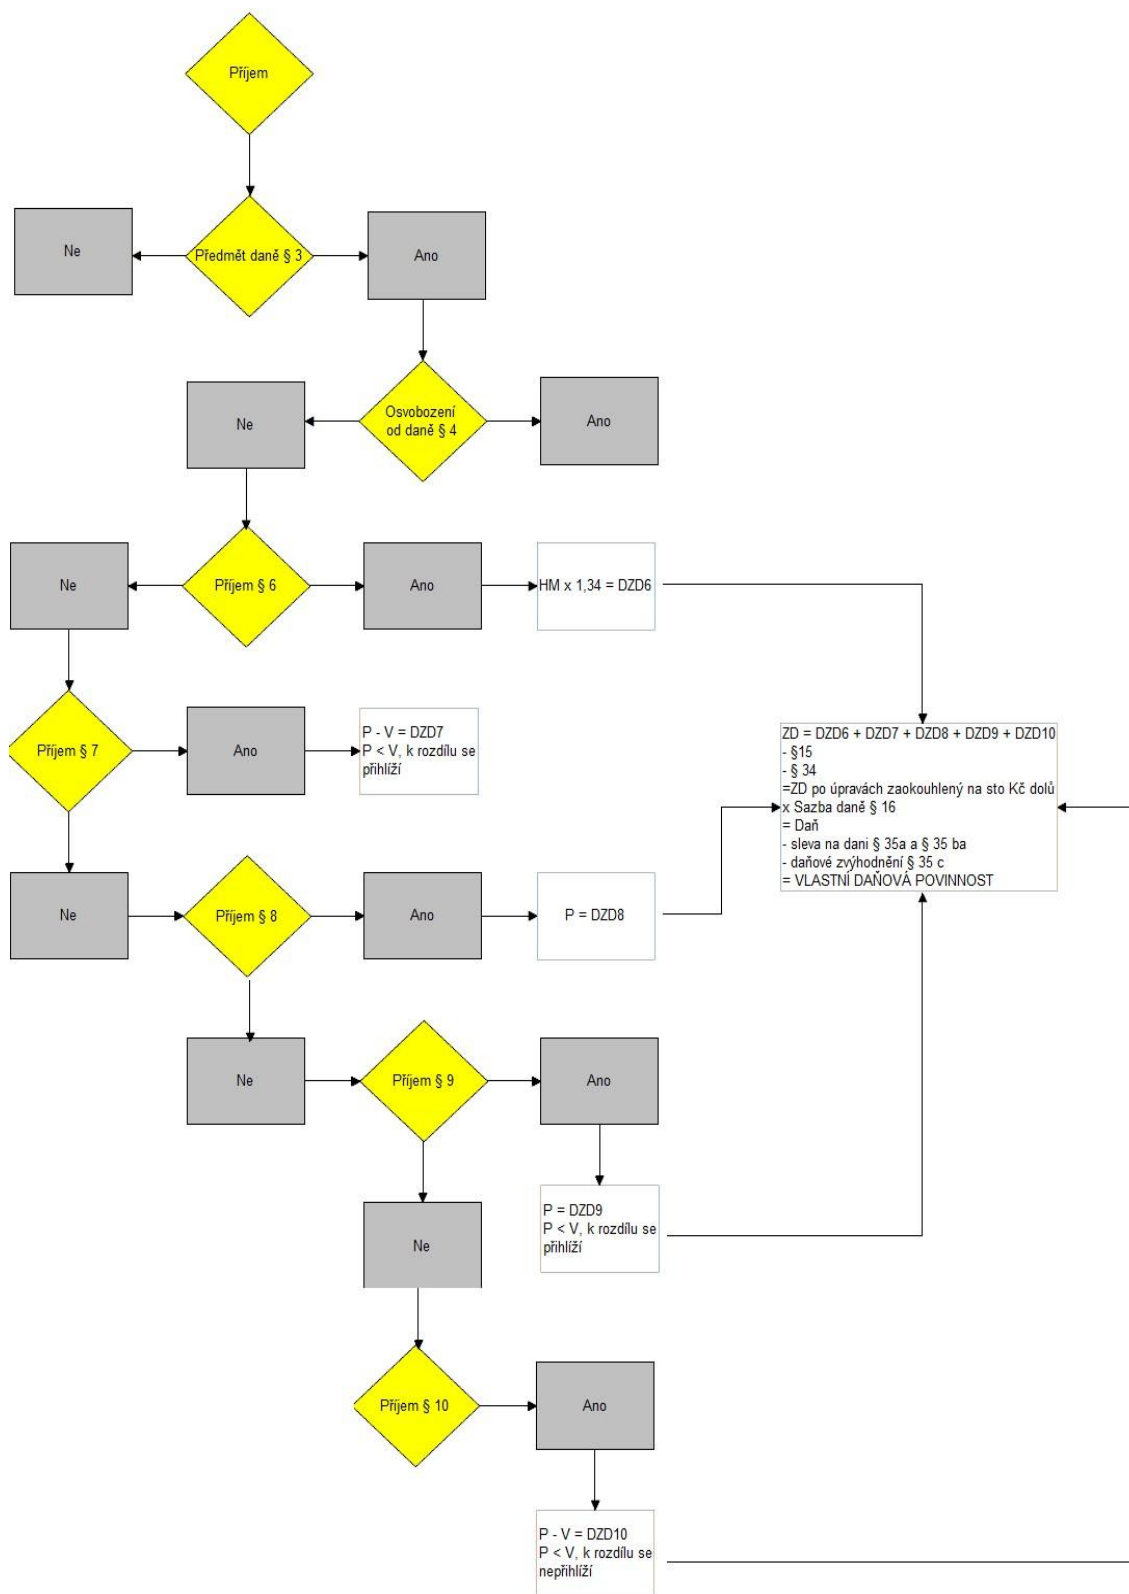 Příjem
Ne
Předmět daně § 3
Ano
Ne
Osvobození
od daně § 4
Ano
Ne
Příjem § 6
Ano
HM x 1,34 = DZD6
Příjem § 7
Ano
P - V = DZD7
P < V, k rozdílu se
přihlíží
ZD = DZD6 + DZD7 + DZD8 + DZD9 + DZD10
- §15
- § 34
=ZD po úpravách zaokouhlený na sto Kč dolů
x Sazba daně § 16
= Daň
- sleva na dani § 35a a § 35 ba
- daňové zvýhodnění § 35 c
= VLASTNÍ DAŇOVÁ POVINNOST
Ne
Příjem § 8
Ano
P = DZD8
Ne
Příjem § 9
Ano
P = DZD9
P < V, k rozdílu se
přihlíží
Ne
Příjem § 10
Ano
P - V = DZD10
P < V, k rozdílu se
nepřihlíží